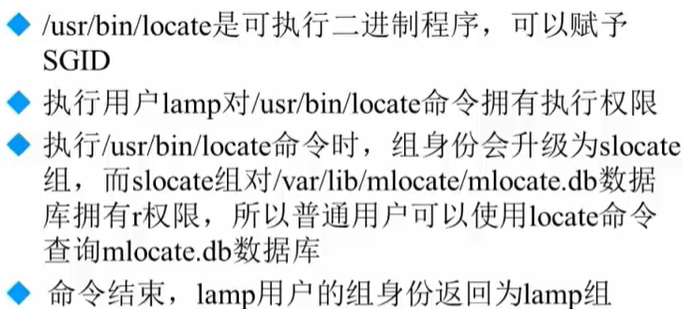 /usr/bin/locate是可执行二进制程序，可以赋予
SGID
执行用户lamp对/usr/bin/locate命令拥有执行权限
执行/usr/bin/locate命令时，组身份会升级为slocate
组，而slocate组对/var/lib/mlocate/mlocate.db数据
库拥有r权限，所以普通用户可以使用locate命令
查询mlocate.db数据库
命令结束，lamp用户的组身份返回为lamp组